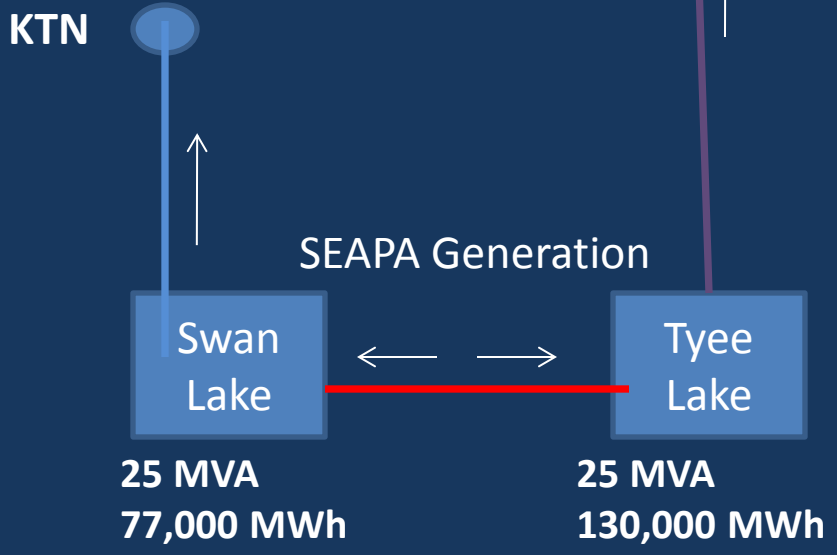 KTN
SEAPA Generation
Swan
Lake
Tyee
Lake
25 MVA
77,000 MWh
25 MVA
130,000 MWh